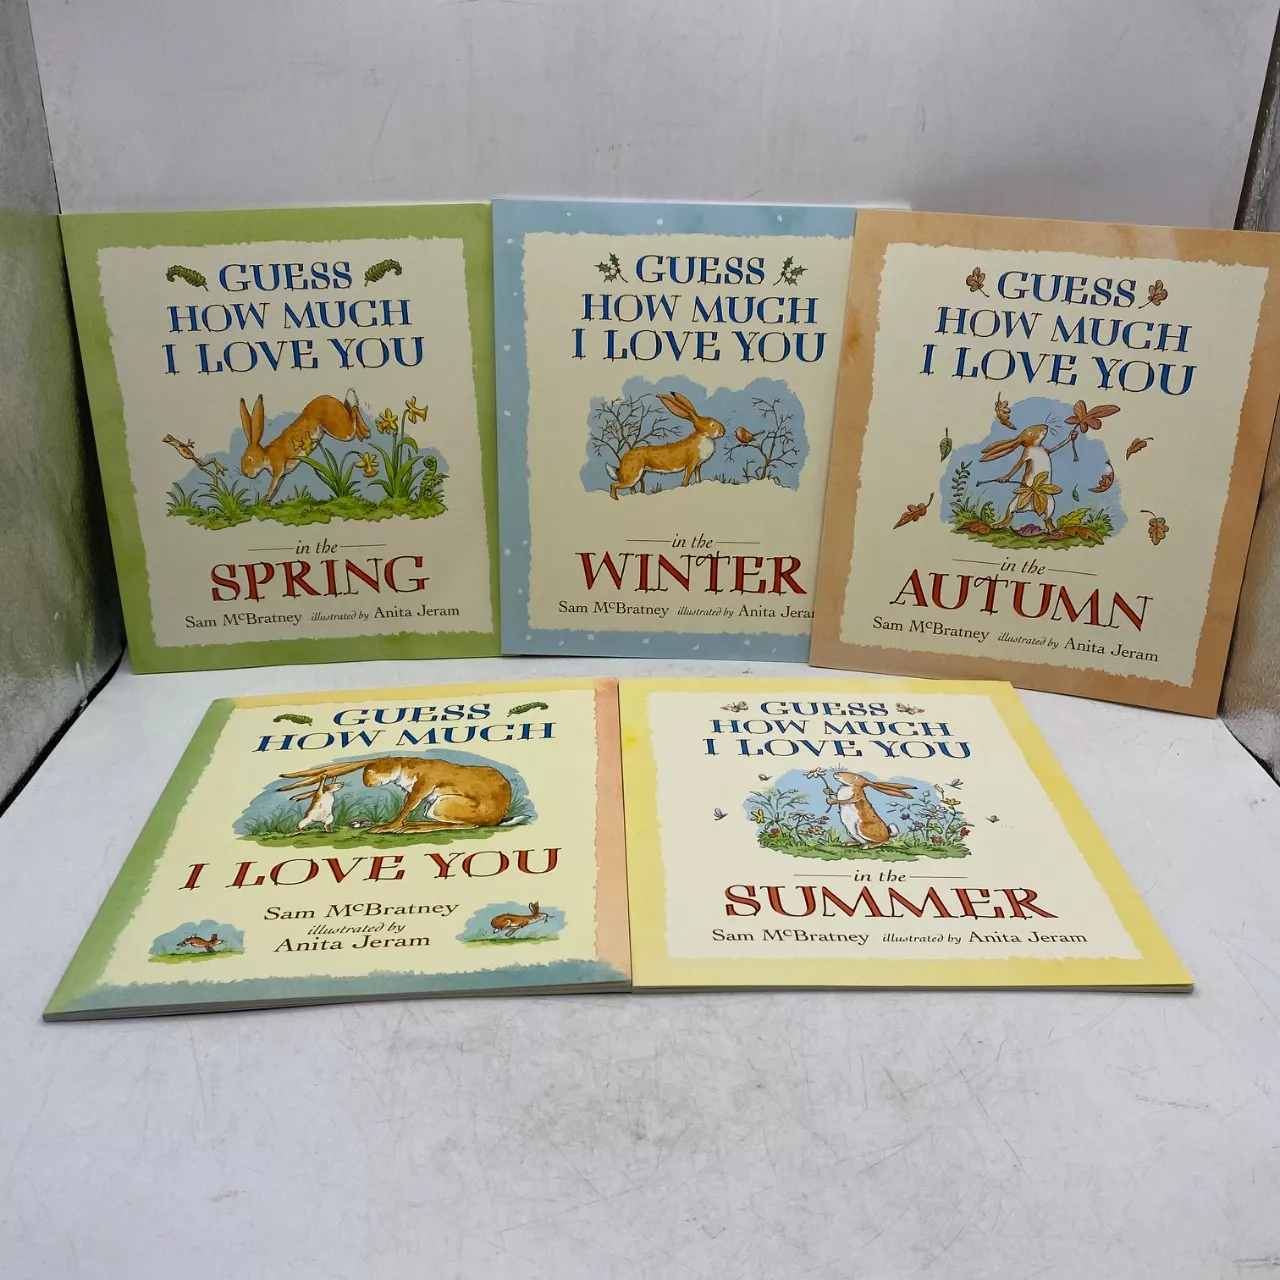 GUESS
HOW MUCH
I LOVE YOU
in the
SPRING
Sam McBratney illustrated by Anita Jeram
GUESS
HOW MUCH
I LOVE YOU
in the
WINTER
Sam McBratney illustrated by Anita Jeram
GUESS
HOW MUCH
I LOVE YOU
in the
AUTUMN
Sam McBratney illustrated by Anita Jeram
GUESS
HOW MUCH
I LOVE YOU
Sam McBratney
illustrated by
Anita Jeram
GUESS
HOW MUCH
I LOVE YOU
in the
SUMMER
Sam McBratney illustrated by Anita Jeram